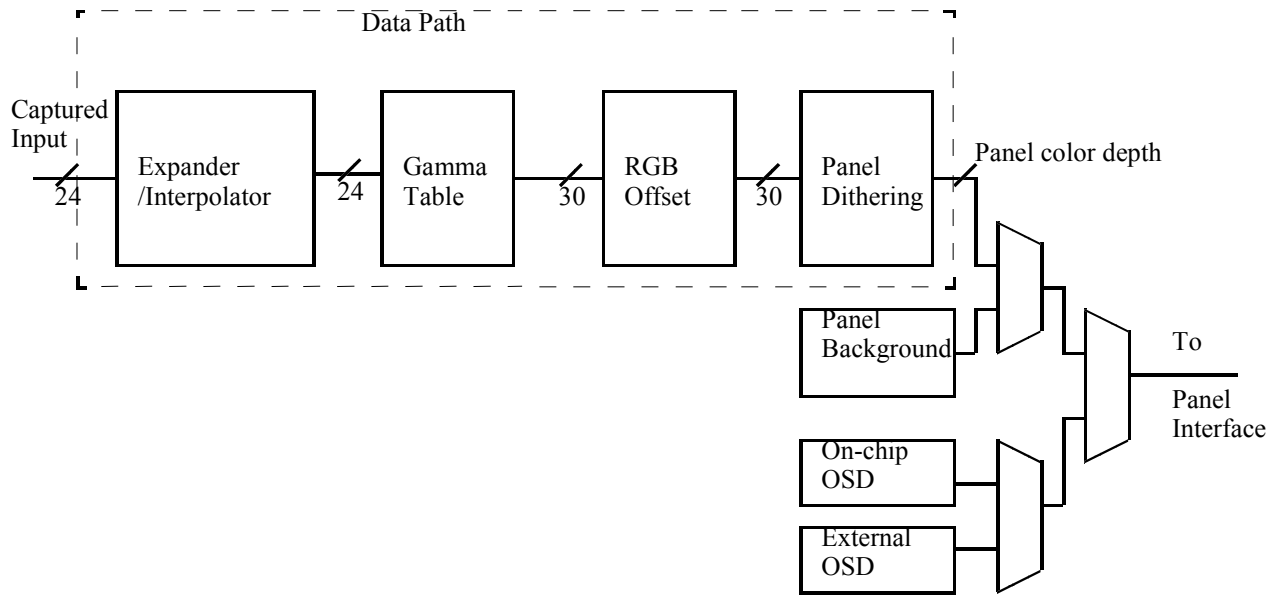 Data Path
Captured
Input
24
Expander
/Interpolator
24
Gamma
Table
30
RGB
Offset
30
Panel
Dithering
Panel color depth
Panel
Background
On-chip
OSD
External
OSD
To
Panel
Interface